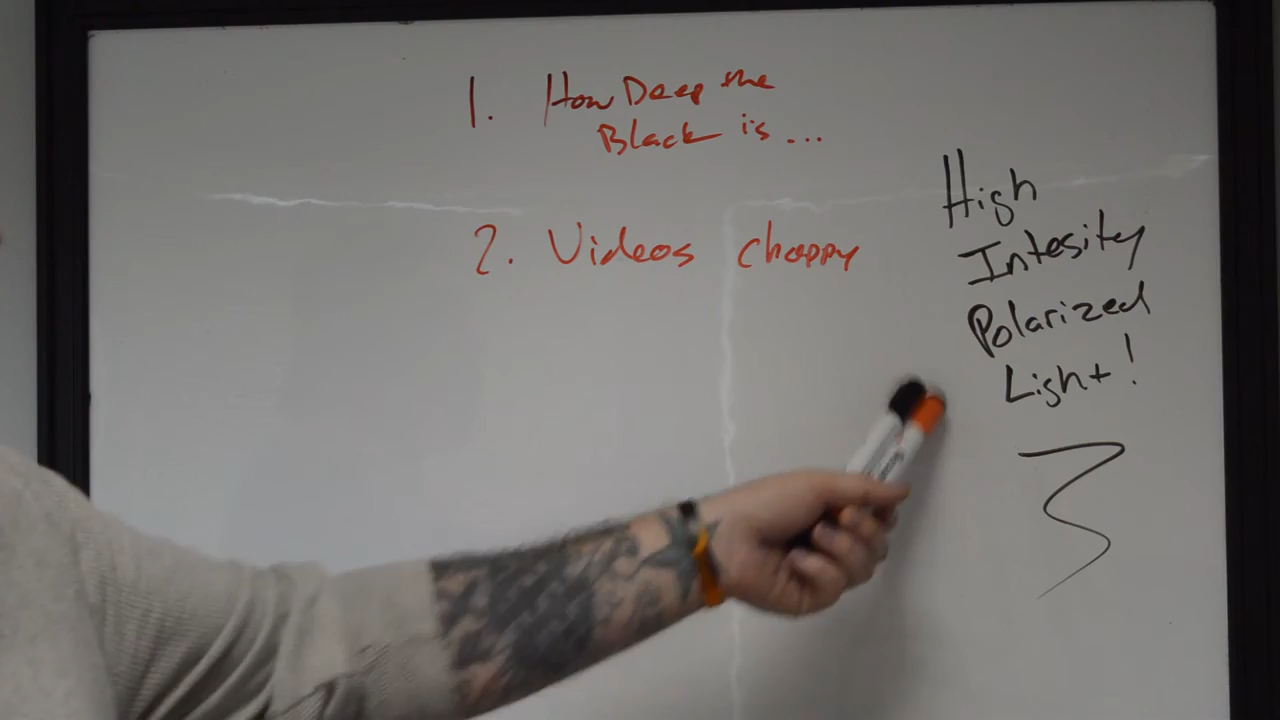 1. How Deep the
Black is...
2. Videos choppy
High
Intesity
Polarized
Light!